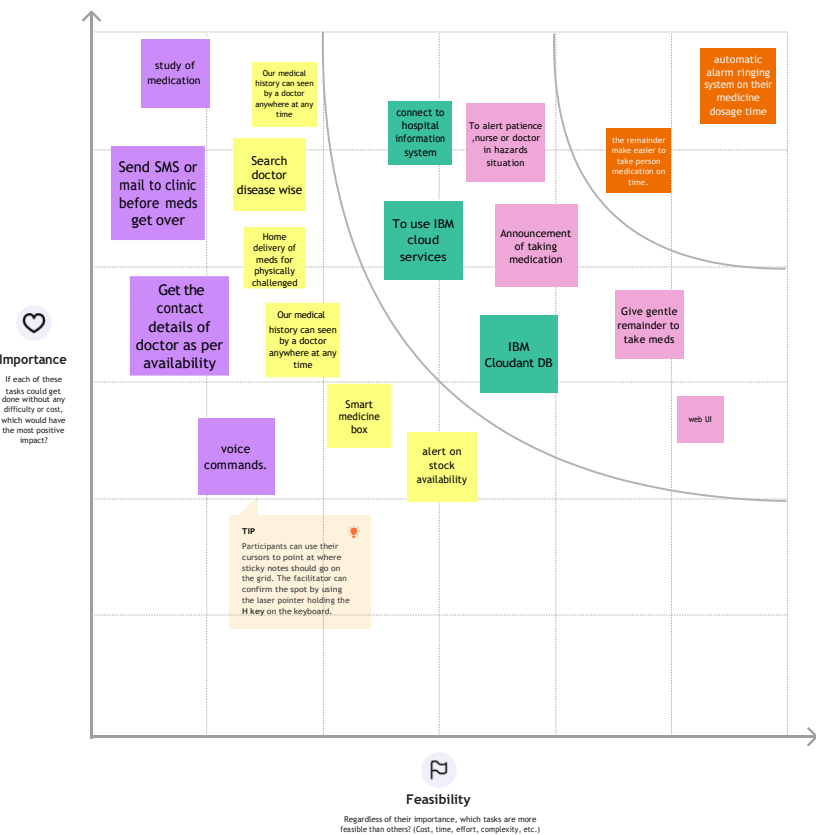 study of
medication
Our medical
history can seen
by a doctor
anywhere at any
time
Send SMS or
mail to clinic
before meds
get over
Search
doctor
disease wise
Home
delivery of
meds for
physically
challenged
Get the
contact
details of
doctor as per
availability
Our medical
history can seen
by a doctor
anywhere at any
time
Smart
medicine
box
voice
commands.
alert on
stock
availability
connect to
hospital
information
system
To alert patience
,nurse or doctor
in hazards
situation
To use IBM
cloud
services
Announcement
of taking
medication
IBM
Cloudant DB
automatic
alarm ringing
system on their
medicine
dosage time
the remainder
make easier to
take person
medication on
time.
Give gentle
remainder to
take meds
web UI
Importance
If each of these
tasks could get
done without any
difficulty or cost,
which would have
the most positive
impact?
TIP
Participants can use their
cursors to point at where
sticky notes should go on
the grid. The facilitator can
confirm the spot by using
the laser pointer holding the
H key on the keyboard.
Feasibility
Regardless of their importance, which tasks are more
feasible than others? (Cost, time, effort, complexity, etc.)